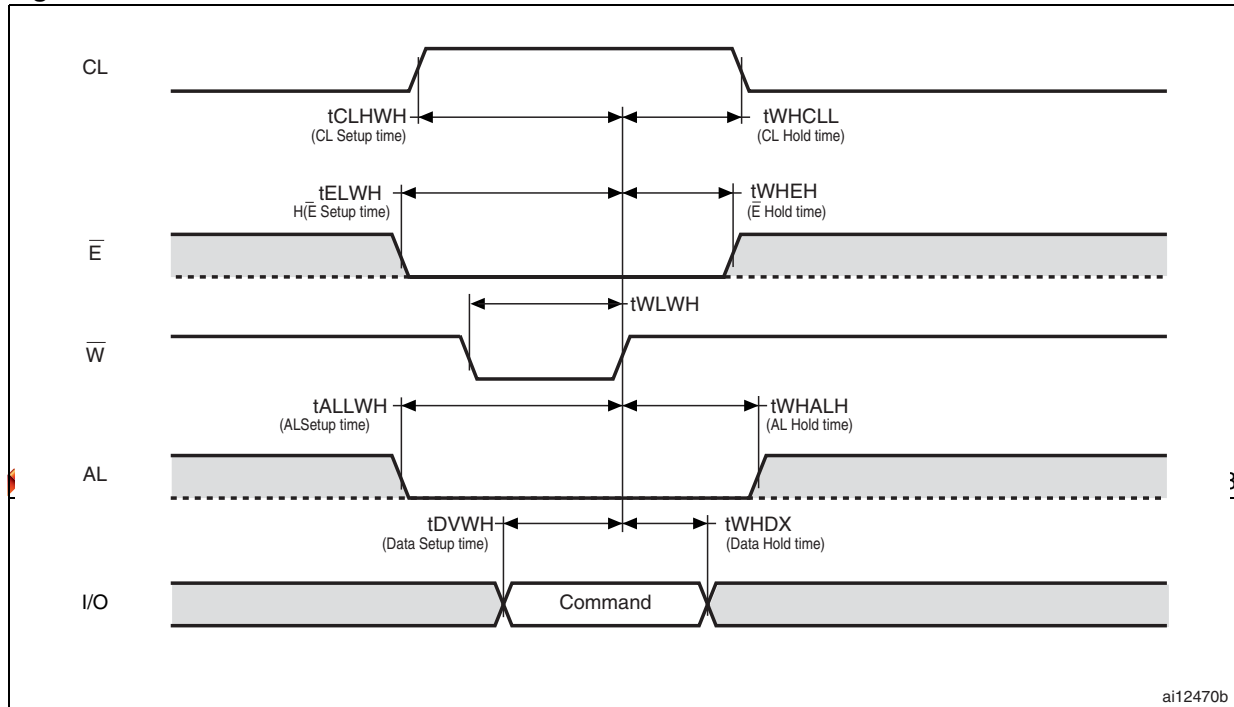 CL
tCLHWH
(CL Setup time)
tWHCLL
(CL Hold time)
tELWH
H(E̅ Setup time)
tWHEH
(E̅ Hold time)
E̅
tWLWH
W̅
tALLWH
(ALSetup time)
tWHALH
(AL Hold time)
AL
tDVWH
(Data Setup time)
tWHDX
(Data Hold time)
I/O
Command
ai12470b